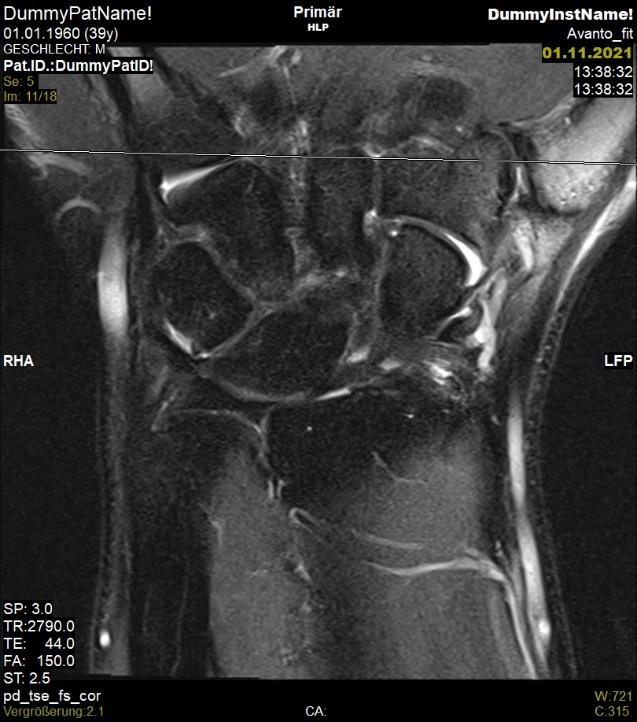 DummyPatName!
01.01.1960 (39y)
GESCHLECHT: M
Pat.ID.:DummyPatID!
Se: 5
Im: 11/18
Primär
HLP
DummyInstName!
Avanto_fit
01.11.2021
13:38:32
13:38:32
RHA
LFP
SP: 3.0
TR:2790.0
TE: 44.0
FA: 150.0
ST: 2.5
pd_tse_fs_cor
Vergrößerung:2.1
CA:
W:721
C:315